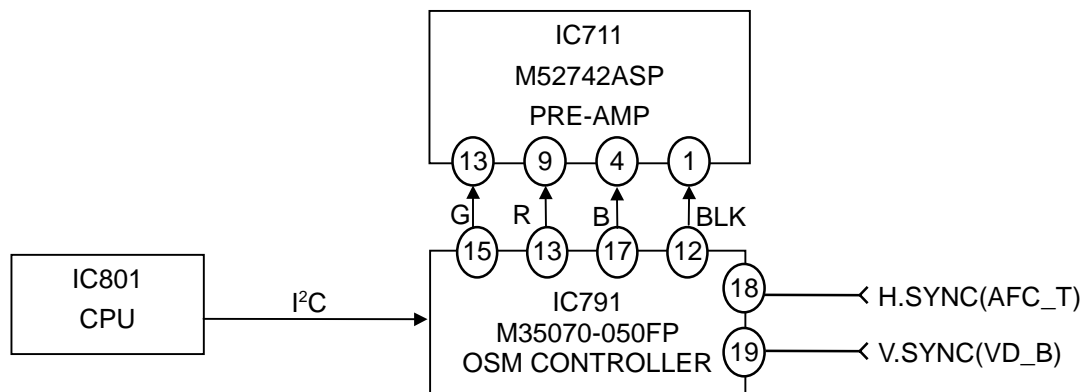 IC711
M52742ASP
PRE-AMP
13 9 4 1
G R B BLK
15 13 17 12
IC801
CPU
I²C
IC791
M35070-050FP
OSM CONTROLLER
18 H.SYNC(AFC_T)
19 V.SYNC(VD_B)